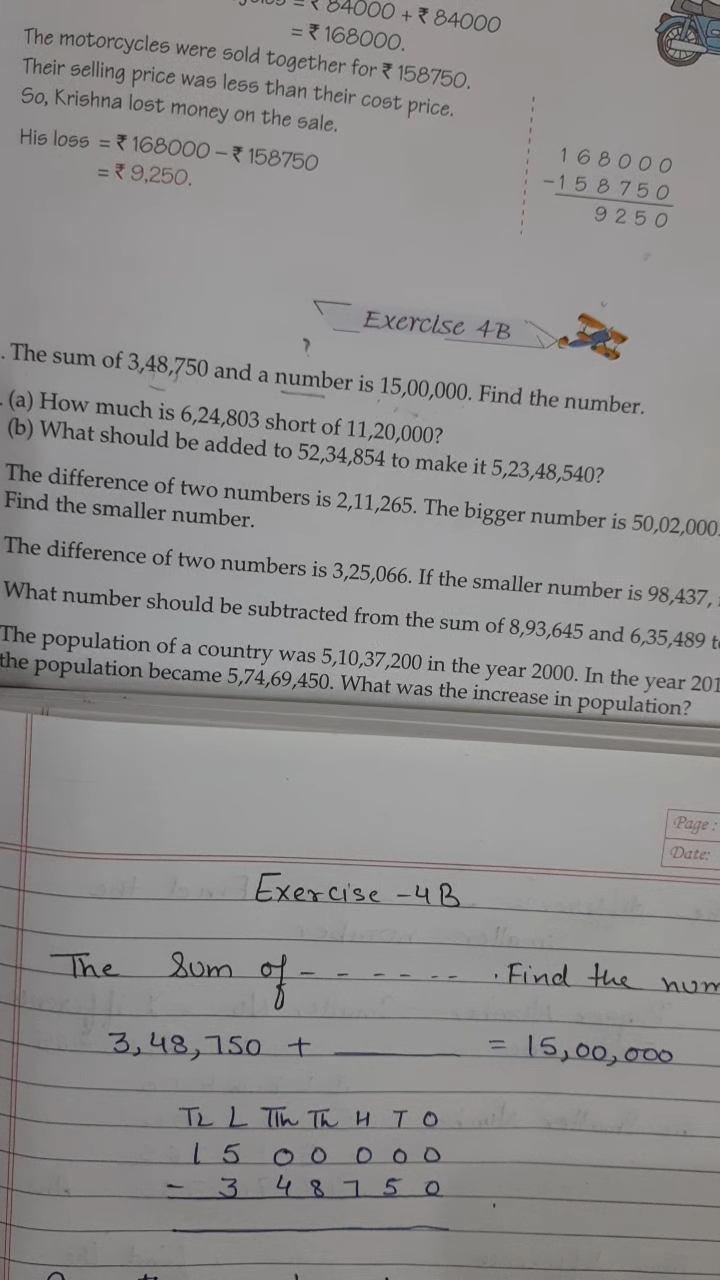 = ₹ 84000 + ₹ 84000
= ₹ 168000.
The motorcycles were sold together for ₹ 158750.
Their selling price was less than their cost price.
So, Krishna lost money on the sale.
His loss = ₹ 168000 – ₹ 158750
= ₹ 9,250.
168000
–158750
9250
Exercise 4B
. The sum of 3,48,750 and a number is 15,00,000. Find the number.
(a) How much is 6,24,803 short of 11,20,000?
(b) What should be added to 52,34,854 to make it 5,23,48,540?
The difference of two numbers is 2,11,265. The bigger number is 50,02,000.
Find the smaller number.
The difference of two numbers is 3,25,066. If the smaller number is 98,437,
What number should be subtracted from the sum of 8,93,645 and 6,35,489
The population of a country was 5,10,37,200 in the year 2000. In the year 201
the population became 5,74,69,450. What was the increase in population?
Page :
Date:
Exercise -4B
The Sum of - - - - - - . Find the num
3,48,750 + ______ = 15,00,000
TL L TTh Th H T O
1 5 0 0 0 0 0
- 3 4 8 7 5 0